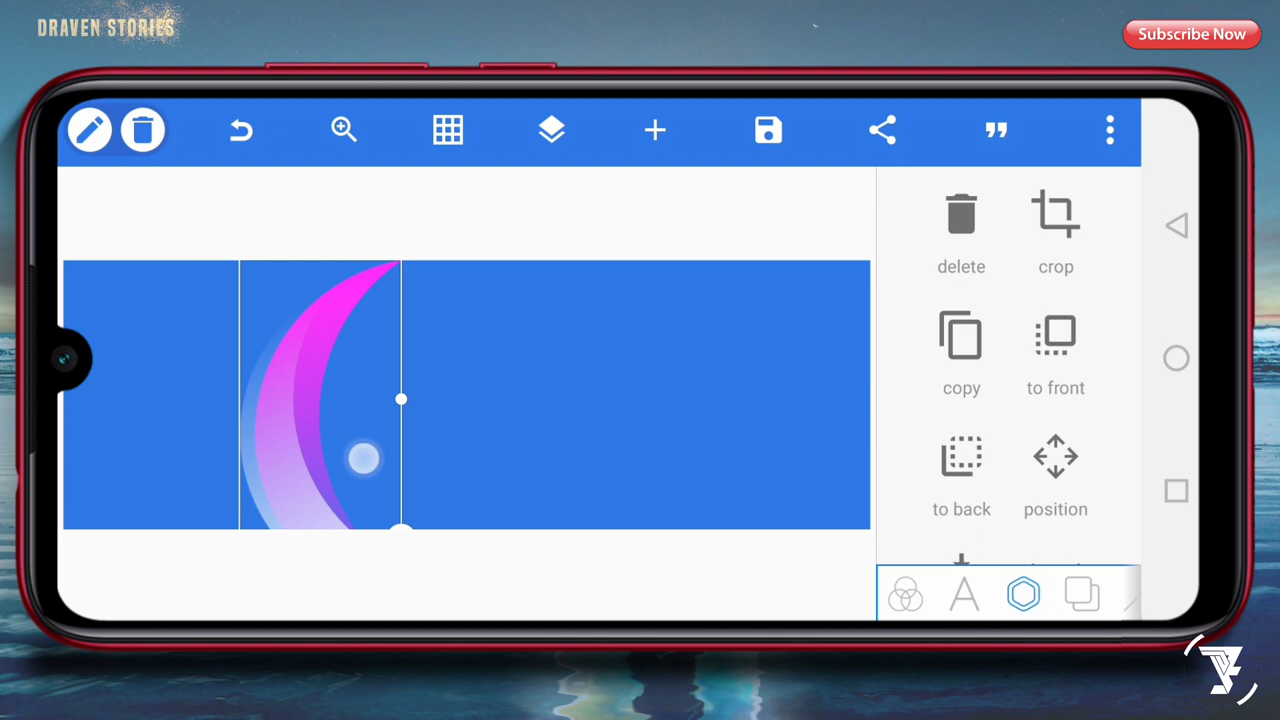 DRAVEN STORIES
Subscribe Now
delete
crop
copy
to front
to back
position